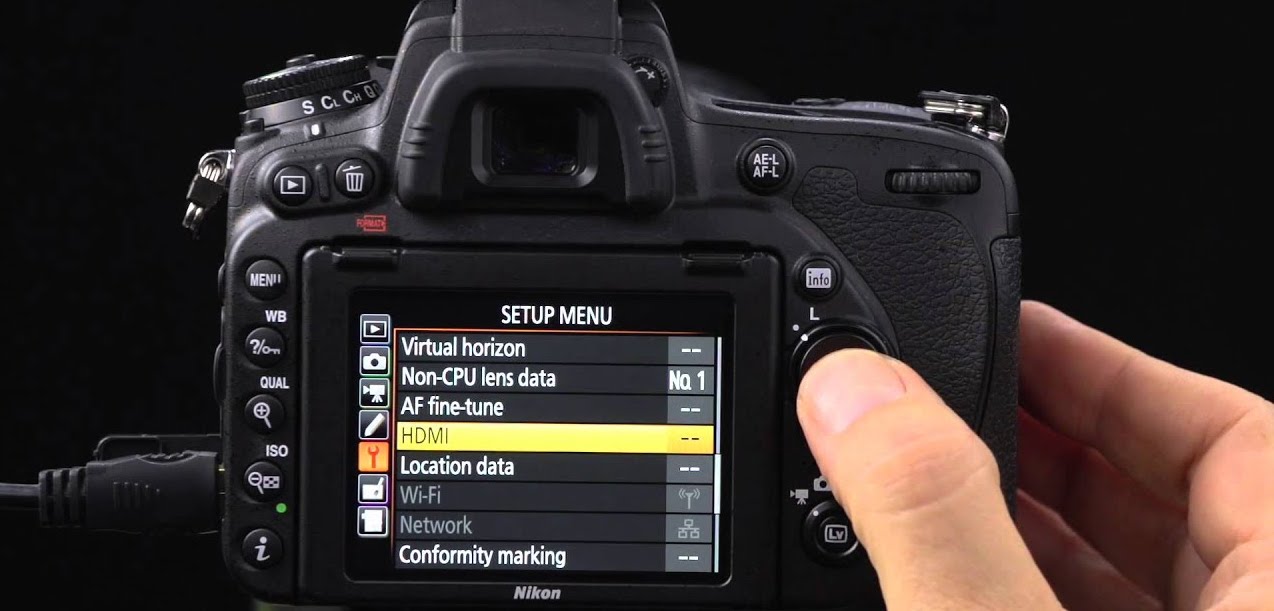 S CL CH Q
AE-L
AF-L
FORMAT
MENU
info
WB
L
?
QUAL
ISO
i
SETUP MENU
Virtual horizon --
Non-CPU lens data No. 1
AF fine-tune --
HDMI --
Location data --
Wi-Fi
Network
Conformity marking --
Lv
Nikon